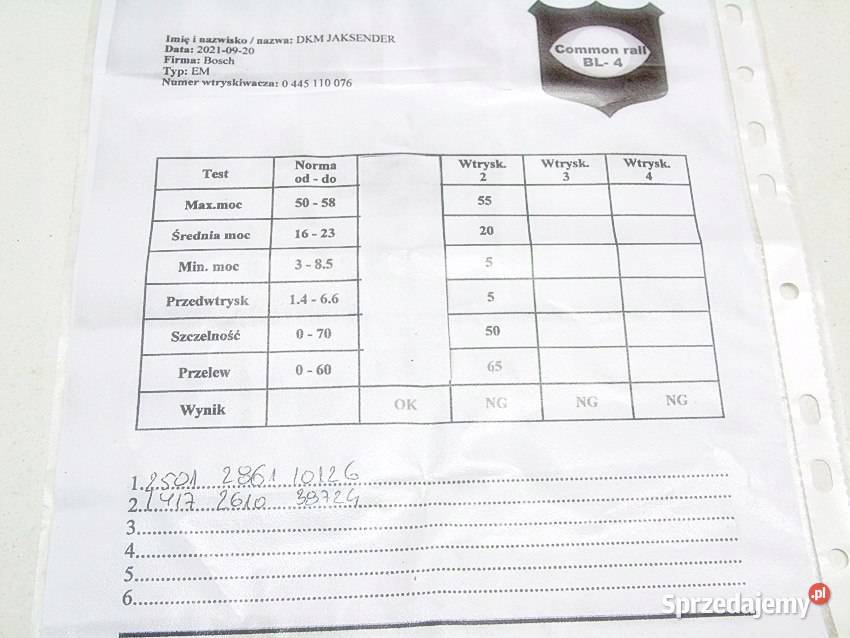 Imię i nazwisko / nazwa: DKM JAKSENDER
Data: 2021-09-20
Firma: Bosch
Typ: EM
Numer wtryskiwacza: 0 445 110 076
Common rail
BL- 4
Test Norma od - do Wtrysk. 2 Wtrysk. 3 Wtrysk. 4
Max.moc 50 - 58 55
Średnia moc 16 - 23 20
Min. moc 3 - 8.5 5
Przedwtrysk 1.4 - 6.6 5
Szczelność 0 - 70 50
Przelew 0 - 60 65
Wynik OK NG NG NG
1. 2501 2861 10126
2. 1417 2610 38724
3.
4.
5.
6.
Sprzedajemy.pl